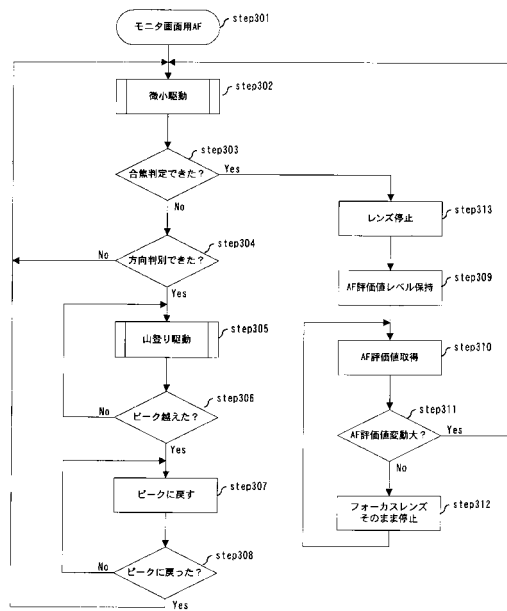 モニタ画面用AF
step301
微小駆動
step302
合焦判定できた?
step303
Yes
No
レンズ停止
step313
方向判別できた?
step304
No
Yes
AF評価値レベル保持
step309
山登り駆動
step305
AF評価値取得
step310
ピーク越えた?
step306
No
Yes
AF評価値変動大?
step311
Yes
No
ピークに戻す
step307
フォーカスレンズ
そのまま停止
step312
ピークに戻った?
step308
No
Yes